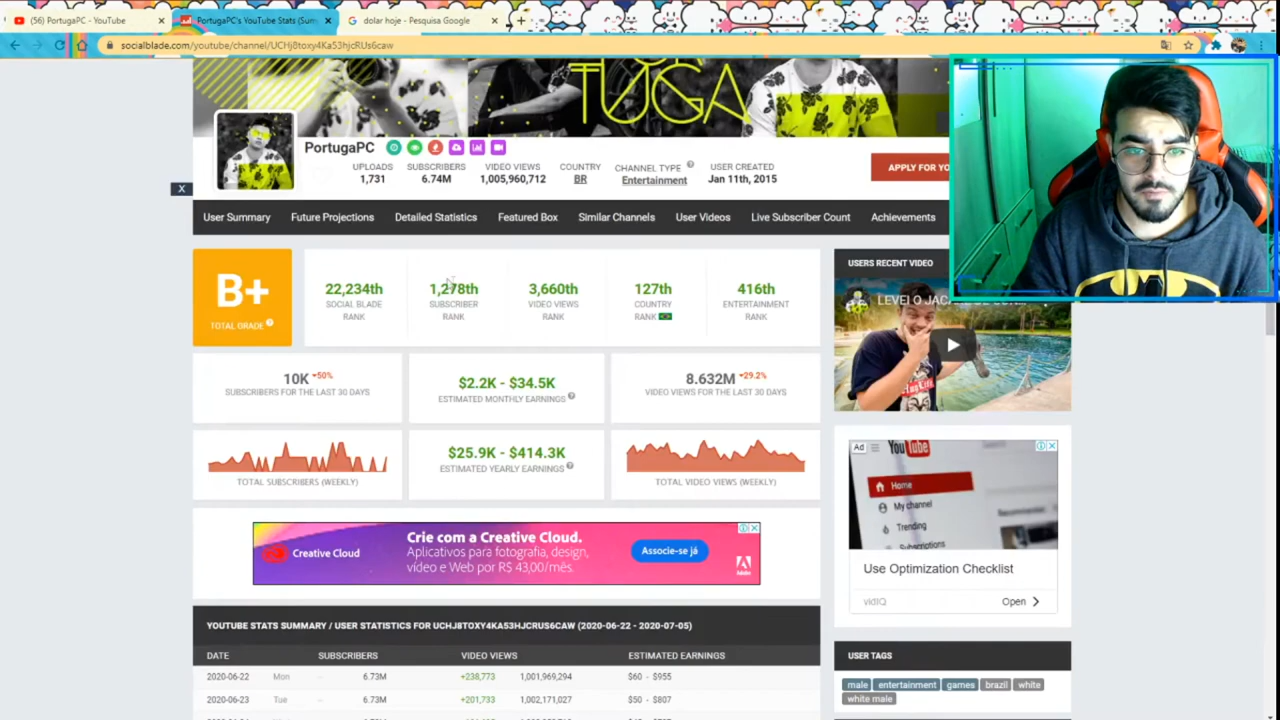 (56) PortugaPC - YouTube
PortugaPC's YouTube Stats (Sum
dolar hoje - Pesquisa Google
socialblade.com/youtube/channel/UCHj8toxy4Ka53hjcRUs6caw
TUGA
PortugaPC
UPLOADS
1,731
SUBSCRIBERS
6.74M
VIDEO VIEWS
1,005,960,712
COUNTRY
BR
CHANNEL TYPE
Entertainment
USER CREATED
Jan 11th, 2015
APPLY FOR YO
X
User Summary
Future Projections
Detailed Statistics
Featured Box
Similar Channels
User Videos
Live Subscriber Count
Achievements
B+
TOTAL GRADE
22,234th
SOCIAL BLADE
RANK
1,278th
SUBSCRIBER
RANK
3,660th
VIDEO VIEWS
RANK
127th
COUNTRY
RANK
416th
ENTERTAINMENT
RANK
10K 50%
SUBSCRIBERS FOR THE LAST 30 DAYS
$2.2K - $34.5K
ESTIMATED MONTHLY EARNINGS
8.632M 29.2%
VIDEO VIEWS FOR THE LAST 30 DAYS
TOTAL SUBSCRIBERS (WEEKLY)
$25.9K - $414.3K
ESTIMATED YEARLY EARNINGS
TOTAL VIDEO VIEWS (WEEKLY)
Creative Cloud
Crie com a Creative Cloud.
Aplicativos para fotografia, design,
vídeo e Web por R$ 43,00/mês.
Associe-se já
Adobe
YOUTUBE STATS SUMMARY / USER STATISTICS FOR UCHJ8TOXY4KA53HJCRUS6CAW (2020-06-22 - 2020-07-05)
DATE SUBSCRIBERS VIDEO VIEWS ESTIMATED EARNINGS
2020-06-22 Mon -- 6.73M +238,773 1,001,969,294 $60 - $955
2020-06-23 Tue -- 6.73M +201,733 1,002,171,027 $50 - $807
USERS RECENT VIDEO
LEVEI O JACARÉ
Ad
YouTube
Home
My channel
Trending
Subscriptions
Use Optimization Checklist
vidIQ
Open
USER TAGS
male entertainment games brazil white
white male